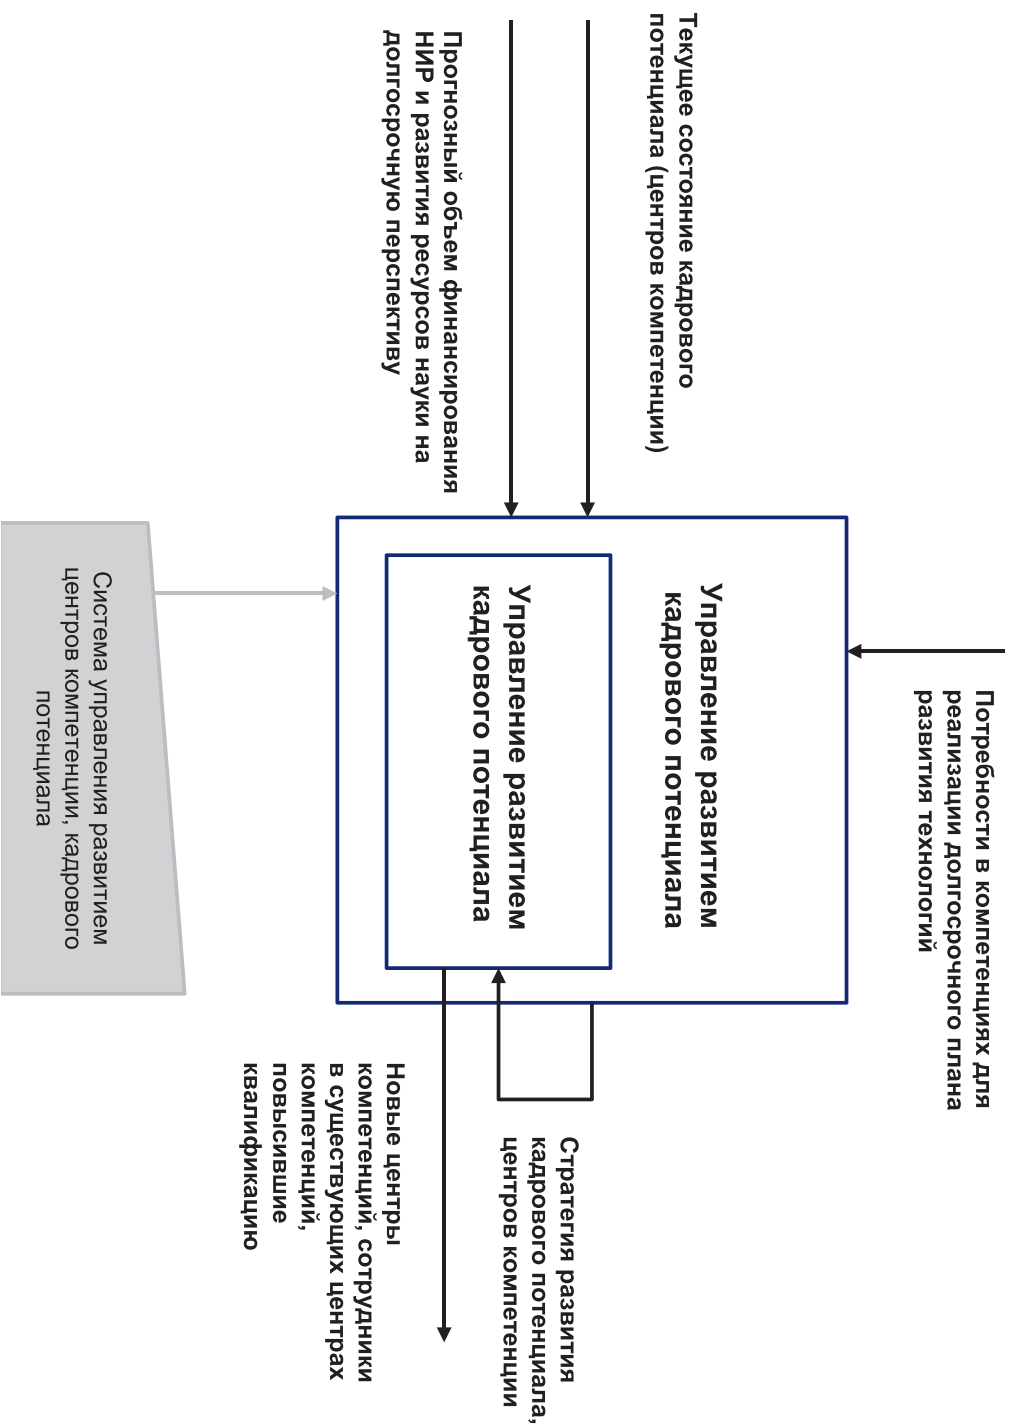 Текущее состояние кадрового
потенциала (центров компетенции)
Прогнозный объем финансирования
НИР и развития ресурсов науки на
долгосрочную перспективу
Потребности в компетенциях для
реализации долгосрочного плана
развития технологий
Управление развитием
кадрового потенциала
Управление развитием
кадрового потенциала
Стратегия развития
кадрового потенциала,
центров компетенции
Новые центры
компетенций, сотрудники
в существующих центрах
компетенций,
повысившие
квалификацию
Система управления развитием
центров компетенции, кадрового
потенциала